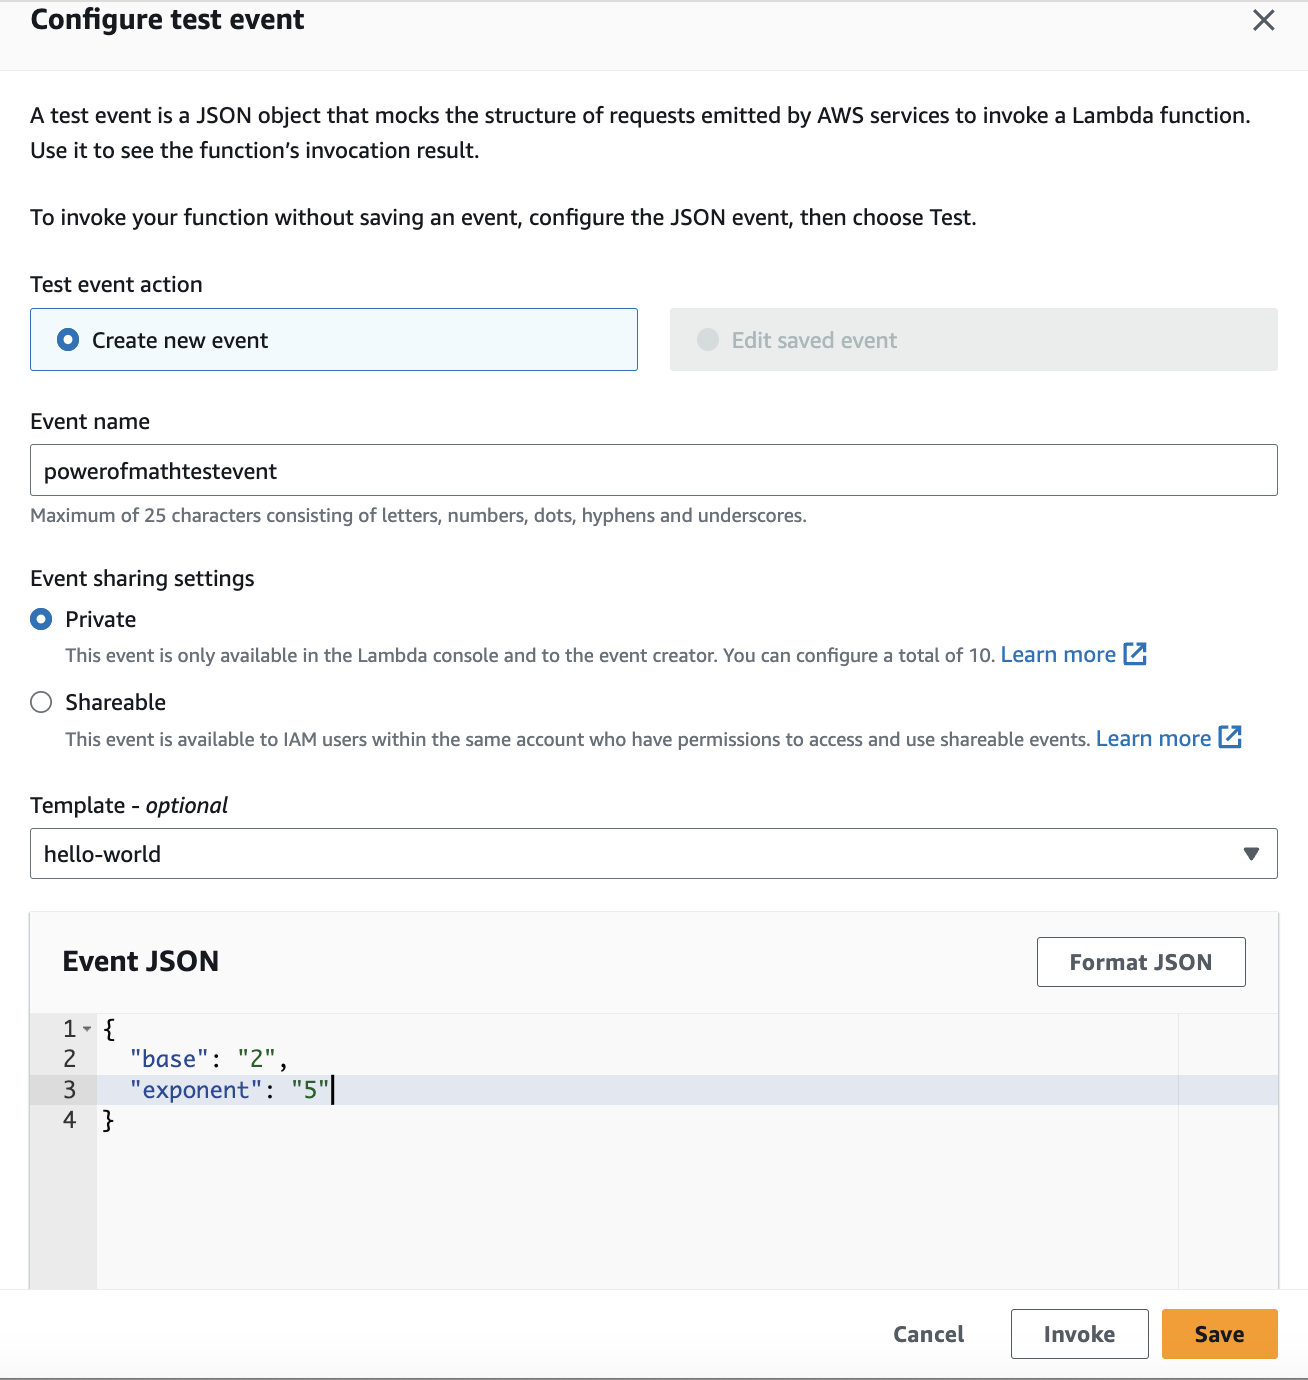 Configure test event
A test event is a JSON object that mocks the structure of requests emitted by AWS services to invoke a Lambda function.
Use it to see the function’s invocation result.
To invoke your function without saving an event, configure the JSON event, then choose Test.
Test event action
Create new event
Edit saved event
Event name
powerofmathtestevent
Maximum of 25 characters consisting of letters, numbers, dots, hyphens and underscores.
Event sharing settings
Private
This event is only available in the Lambda console and to the event creator. You can configure a total of 10. Learn more
Shareable
This event is available to IAM users within the same account who have permissions to access and use shareable events. Learn more
Template - optional
hello-world
Event JSON
Format JSON
1 {
2 "base": "2",
3 "exponent": "5"
4 }
Cancel
Invoke
Save